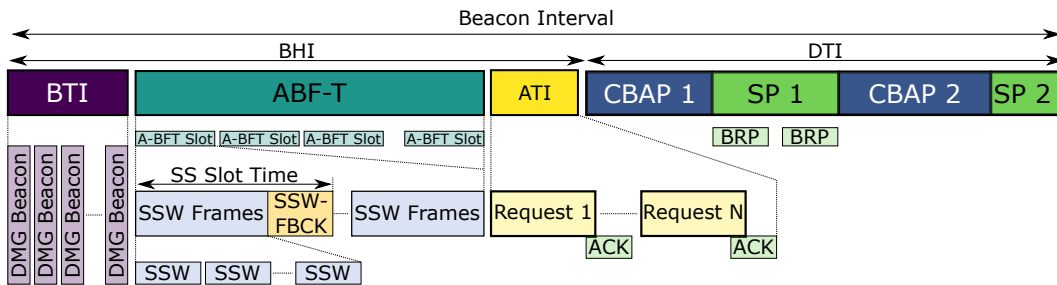 Beacon Interval
BHI
DTI
BTI
ABF-T
ATI
CBAP 1
SP 1
CBAP 2
SP 2
A-BFT Slot
A-BFT Slot
A-BFT Slot
A-BFT Slot
BRP
BRP
DMG Beacon
DMG Beacon
DMG Beacon
DMG Beacon
SS Slot Time
SSW Frames
SSW-
FBCK
SSW Frames
Request 1
Request N
ACK
ACK
SSW
SSW
SSW